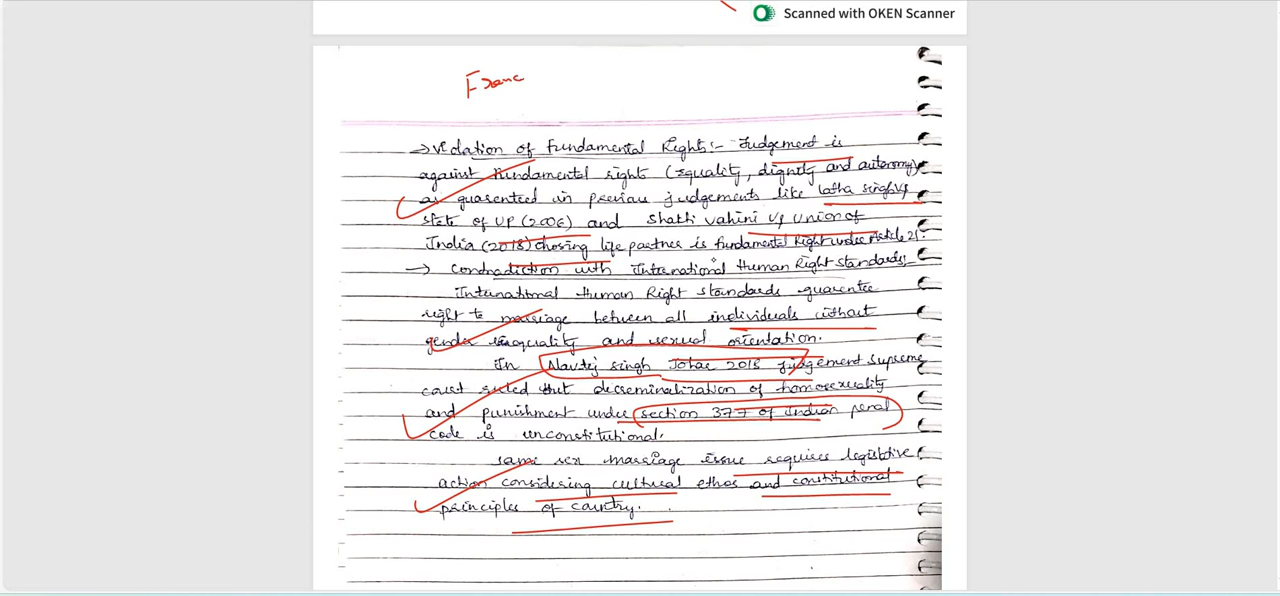 Scanned with OKEN Scanner
→ Violation of Fundamental Rights:- Judgement is
against fundamental rights (Equality, dignity and autonomy)
as guarenteed in previous judgements like latha singh vs
state of UP (2006) and Shakti vahini vs union of
India (2018) chosing life partner is fundamental Right under Article 21.
→ Contradiction with International Human Right Standards:-
International Human Right standards guarentee
right to marriage between all individuals without
gender inequality and sexual orientation.
In Navtej singh Johar 2018 judgement supreme
court ruled that decriminalization of homosexuality
and punishment under section 377 of Indian penal
code is unconstitutional.
same sex marriage issue requires legislative
action considering cultural ethos and constitutional
principles of country.